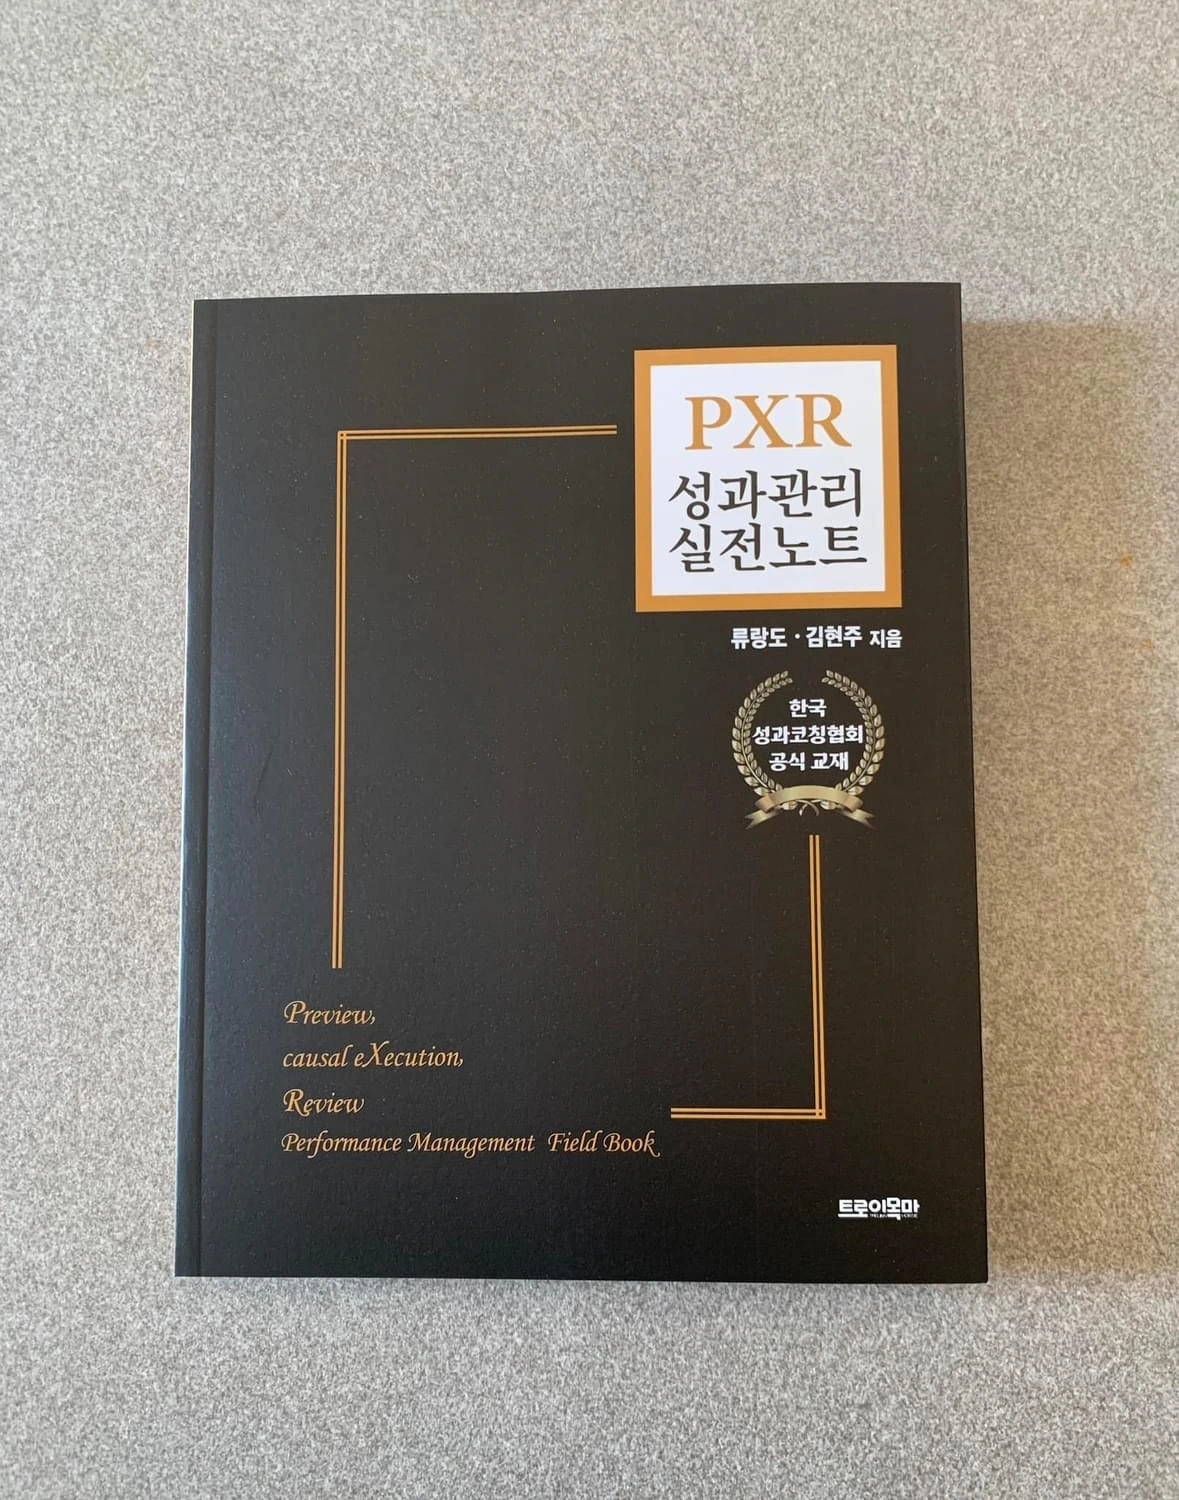 PXR
성과관리
실전노트
류랑도 · 김현주 지음
한국
성과코칭협회
공식 교재
Preview,
causal eXecution,
Review
Performance Management Field Book
트로이목마